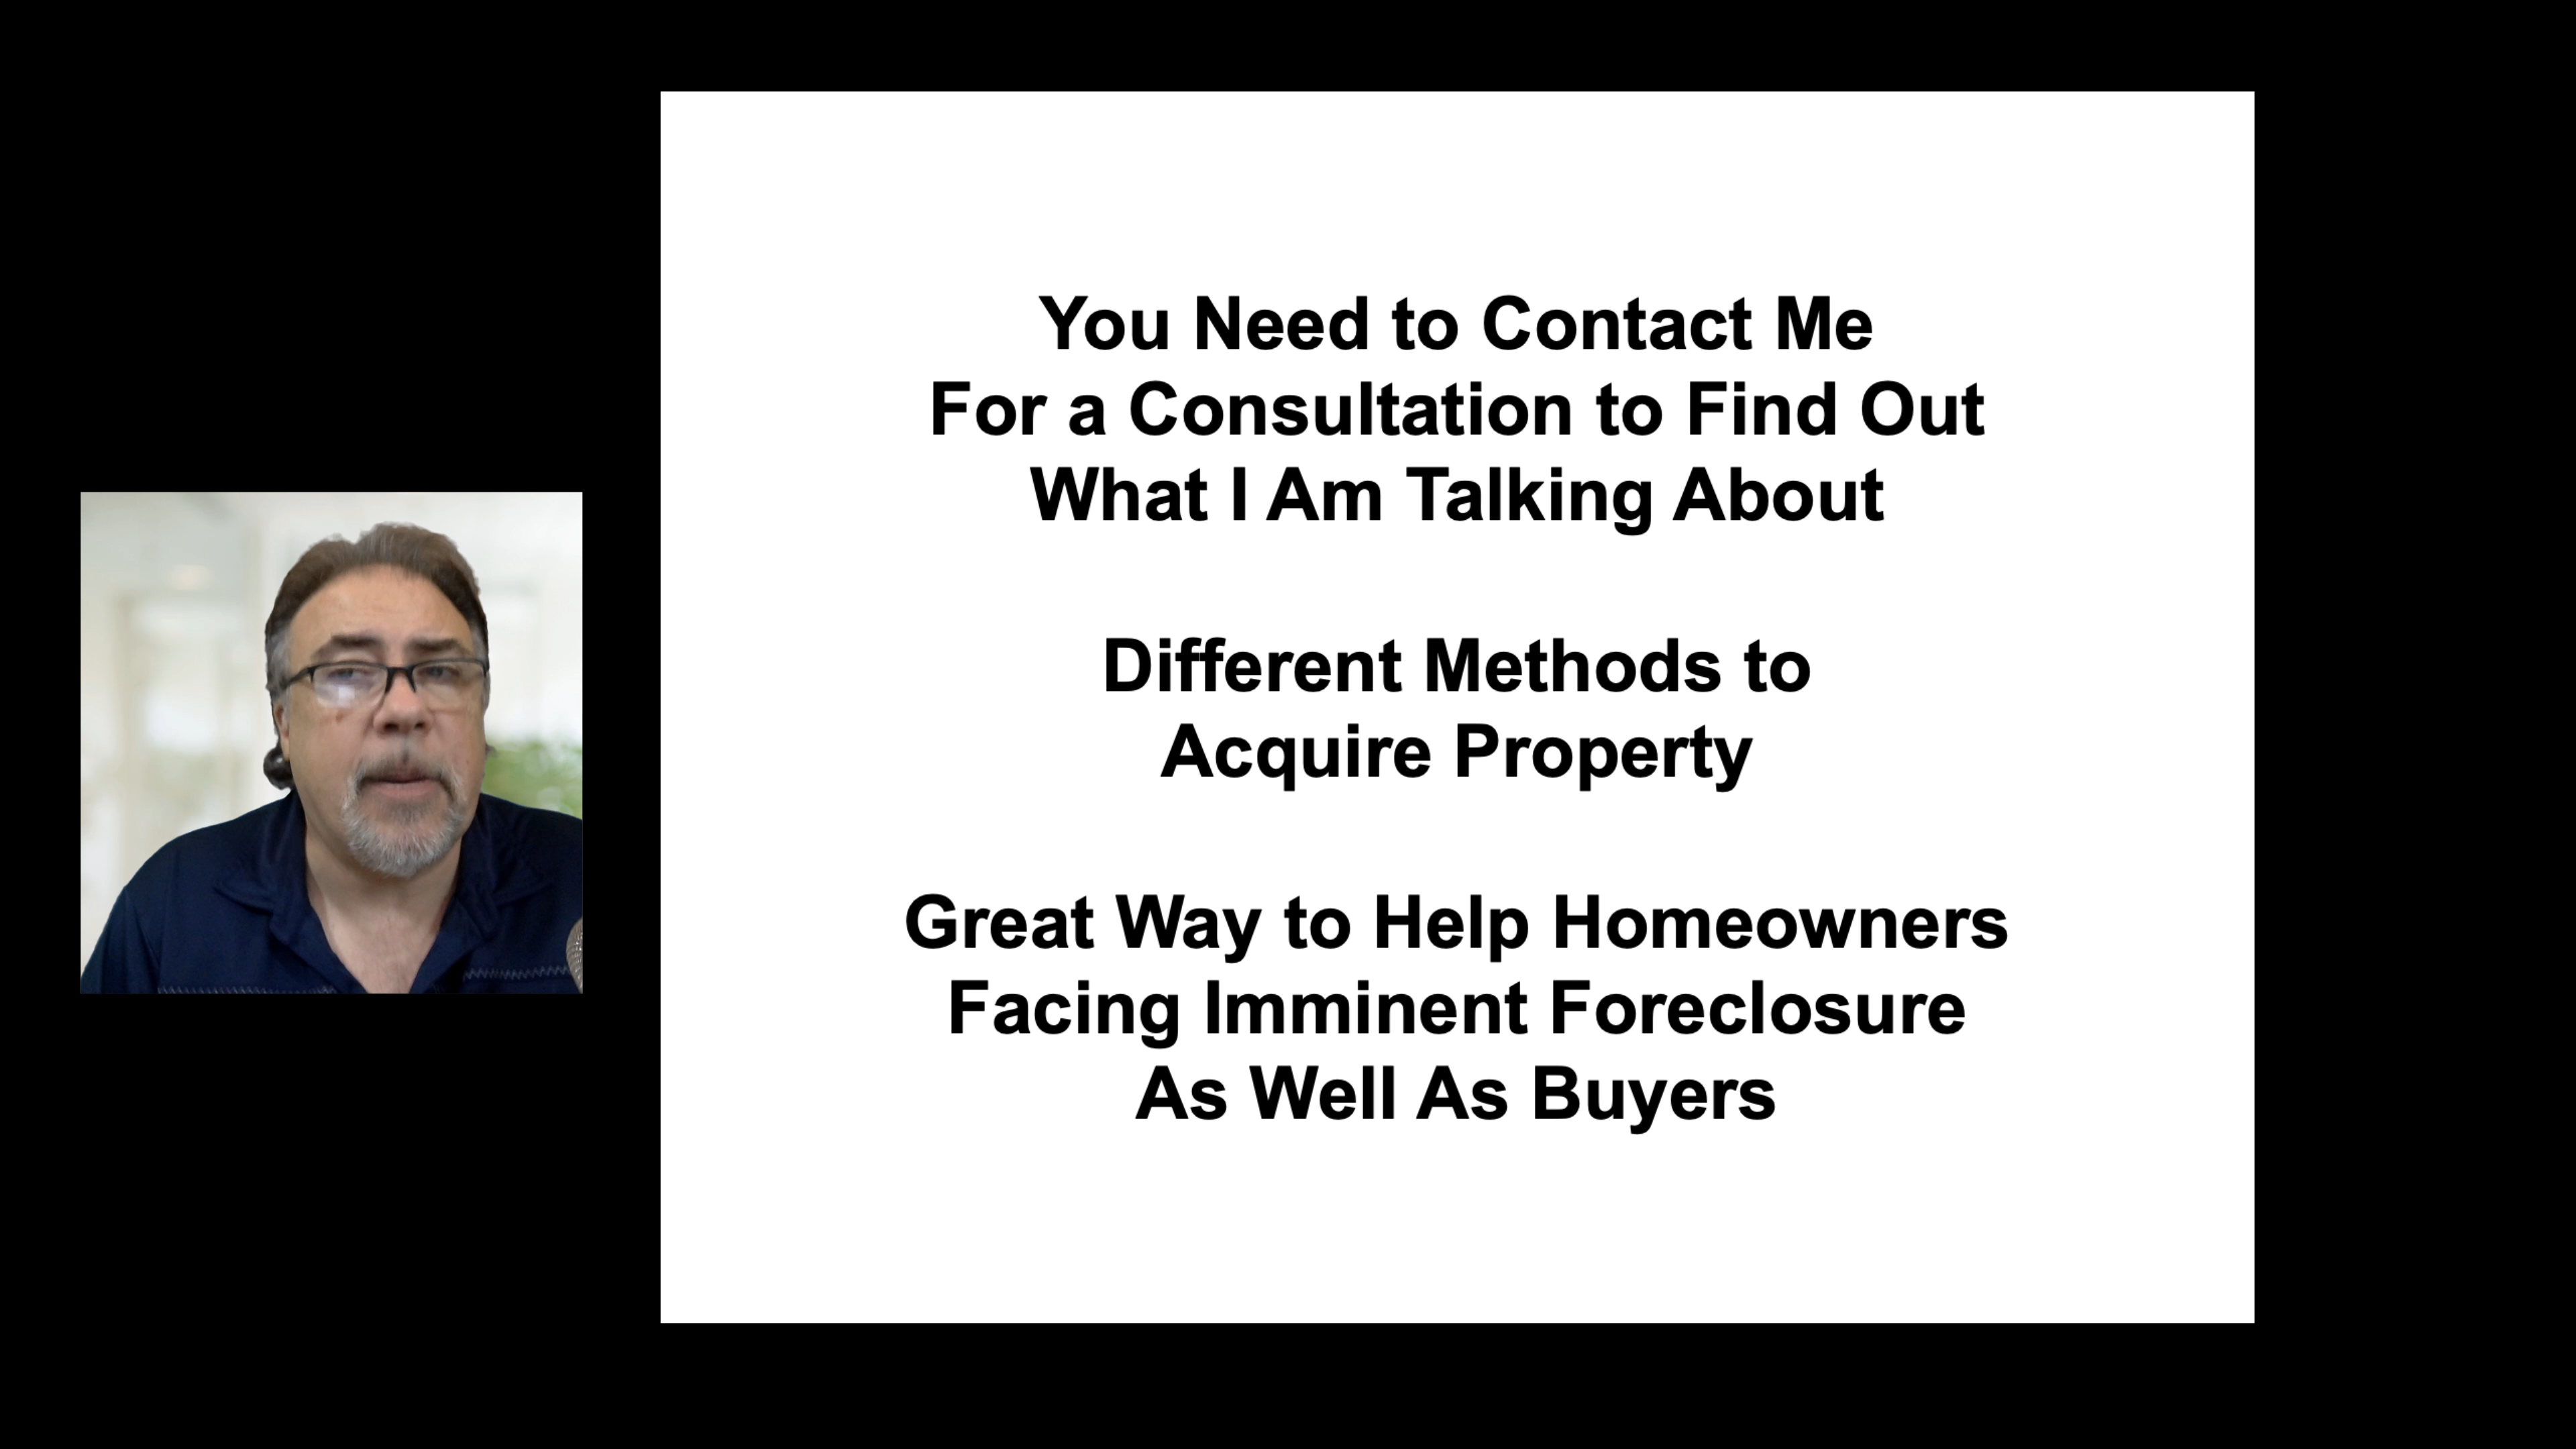 You Need to Contact Me
For a Consultation to Find Out
What I Am Talking About
Different Methods to
Acquire Property
Great Way to Help Homeowners
Facing Imminent Foreclosure
As Well As Buyers